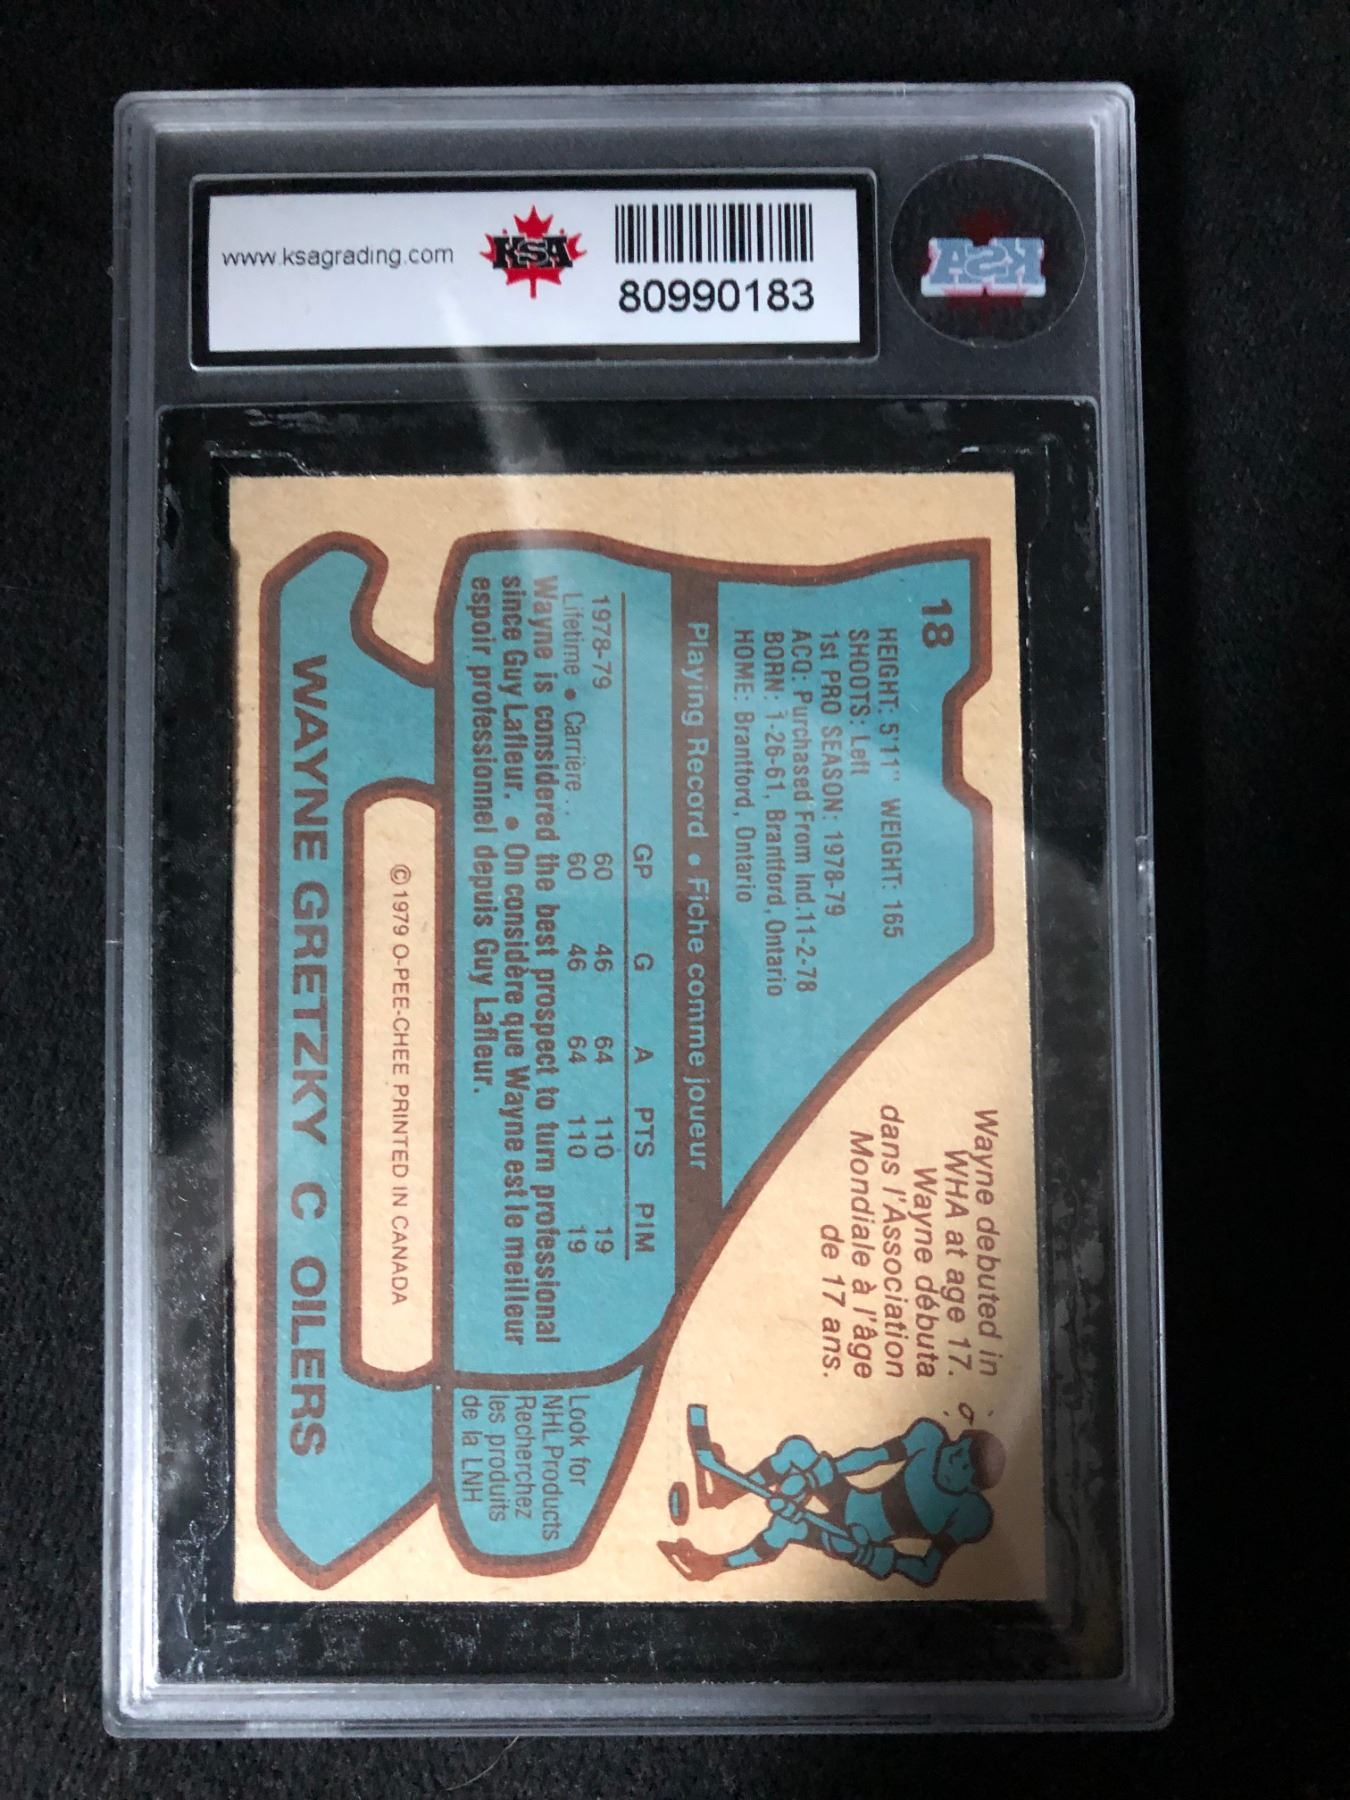 www.ksagrading.com
KSA
80990183
KSA
18
HEIGHT: 5'11" WEIGHT: 165
SHOOTS: Left
1st PRO SEASON: 1978-79
ACQ: Purchased From Ind.11-2-78
BORN: 1-26-61, Brantford, Ontario
HOME: Brantford, Ontario
Wayne debuted in
WHA at age 17.
Wayne débuta
dans l'Association
Mondiale à l'âge
de 17 ans.
Playing Record • Fiche comme joueur
GP G A PTS PIM
1978-79 60 46 64 110 19
Lifetime • Carrière.. 60 46 64 110 19
Wayne is considered the best prospect to turn professional
since Guy Lafleur. • On considère que Wayne est le meilleur
espoir professionnel depuis Guy Lafleur.
Look for
NHL Products
Recherchez
les produits
de la LNH
© 1979 O-PEE-CHEE PRINTED IN CANADA
WAYNE GRETZKY C OILERS